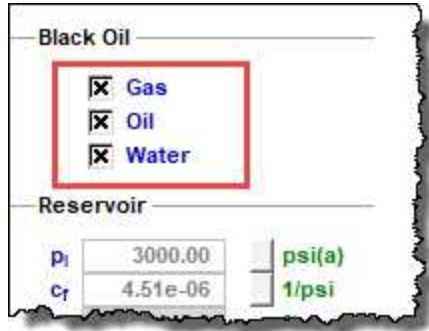 Black Oil
Gas
Oil
Water
Reservoir
pi 3000.00 psi(a)
cf 4.51e-06 1/psi